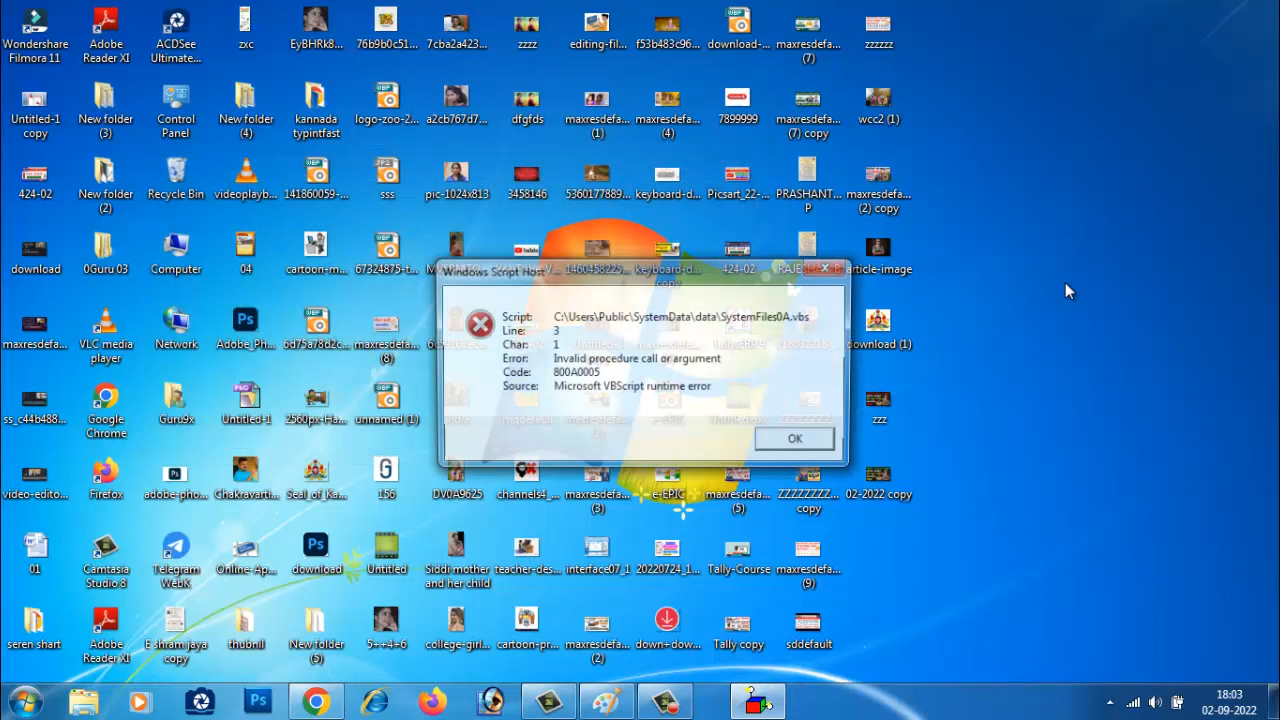 Wondershare
Filmora 11
Adobe
Reader XI
ACDSee
Ultimate...
zxc
EyBHRk8...
76b9b0c51...
7cba2a423...
zzzz
editing-fil...
f53b483c96...
download-...
maxresdefa...
(7)
zzzzzz
Untitled-1
copy
New folder
(3)
Control
Panel
New folder
(4)
kannada
typintfast
logo-zoo-2...
a2cb767d7...
dfgfds
maxresdefa...
(1)
maxresdefa...
(4)
7899999
maxresdefa...
(7) copy
wcc2 (1)
424-02
New folder
(2)
Recycle Bin
videoplayb...
141860059-...
sss
pic-1024x813
3458146
5360177889...
keyboard-d...
Picsart_22-...
PRASHANT...
P
maxresdefa...
(2) copy
download
0Guru 03
Computer
04
cartoon-m...
67324875-t...
1460458225...
keyboard-d...
copy
424-02
article-image
Windows Script Host
Script: C:\Users\Public\SystemData\data\SystemFiles0A.vbs
Line: 3
Char: 1
Error: Invalid procedure call or argument
Code: 800A0005
Source: Microsoft VBScript runtime error
OK
maxresdefa...
VLC media
player
Network
Adobe_Ph...
6d75a78d2c...
maxresdefa...
(8)
download (1)
ss_c44b488...
Google
Chrome
Guru9x
Untitled-1
2560px-Ha...
unnamed (1)
zzz
video-edito...
Firefox
adobe-pho...
Chakravarti...
Seal_of_Ka...
156
DV0A9625
channels4_...
maxresdefa...
(3)
e-EPIC
maxresdefa...
(5)
ZZZZZZZZ...
copy
02-2022 copy
01
Camtasia
Studio 8
Telegram
WebK
Online-Ap...
download
Untitled
Siddi mother
and her child
teacher-des...
interface07_1
20220724_1...
Tally-Course
maxresdefa...
(9)
seren shart
Adobe
Reader XI
E shram jaya
copy
thubnil
New folder
(5)
5++4+6
college-girl...
cartoon-pr...
maxresdefa...
(2)
down+dow...
Tally copy
sddefault
18:03
02-09-2022